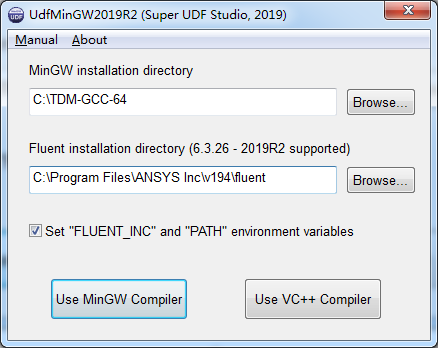 UDF UdfMinGW2019R2 (Super UDF Studio, 2019)
Manual About
MinGW installation directory
C:\TDM-GCC-64
Browse...
Fluent installation directory (6.3.26 - 2019R2 supported)
C:\Program Files\ANSYS Inc\v194\fluent
Browse...
Set "FLUENT_INC" and "PATH" environment variables
Use MinGW Compiler
Use VC++ Compiler